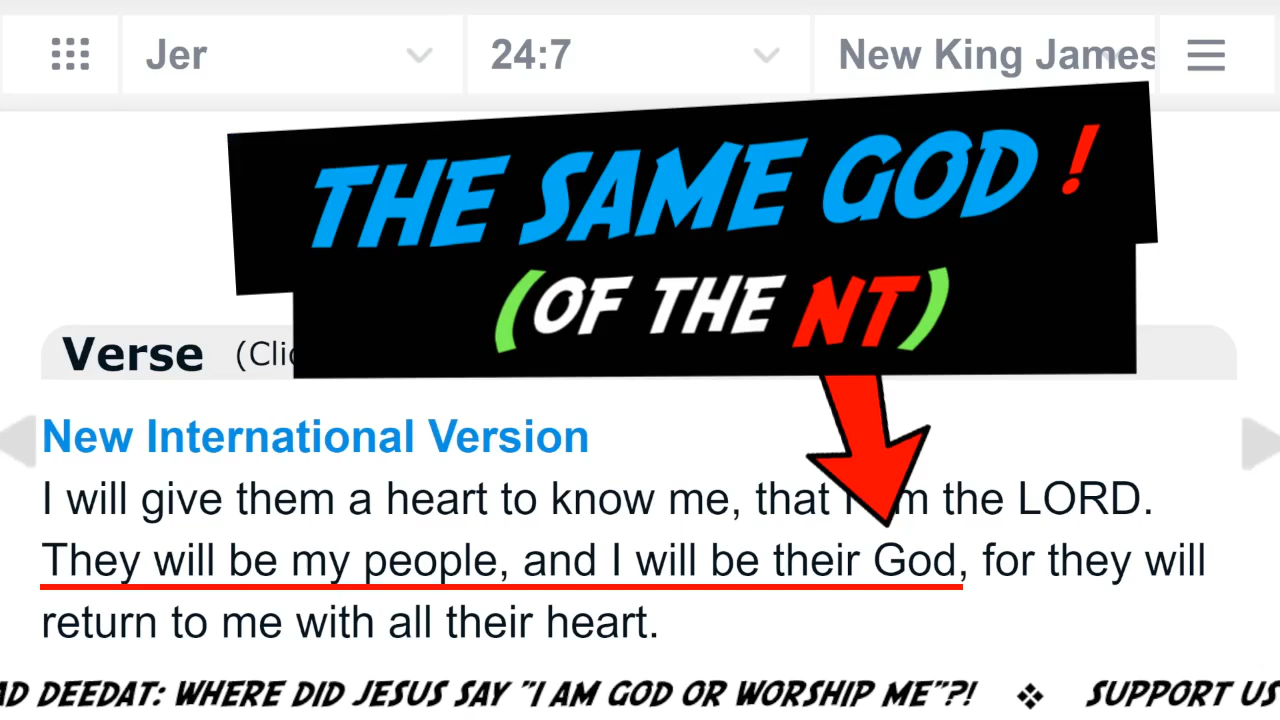 Jer 24:7 New King James
THE SAME GOD !
(OF THE NT)
Verse (Clic
New International Version
I will give them a heart to know me, that I am the LORD.
They will be my people, and I will be their God, for they will
return to me with all their heart.
AD DEEDAT: WHERE DID JESUS SAY "I AM GOD OR WORSHIP ME"?! ❖ SUPPORT US